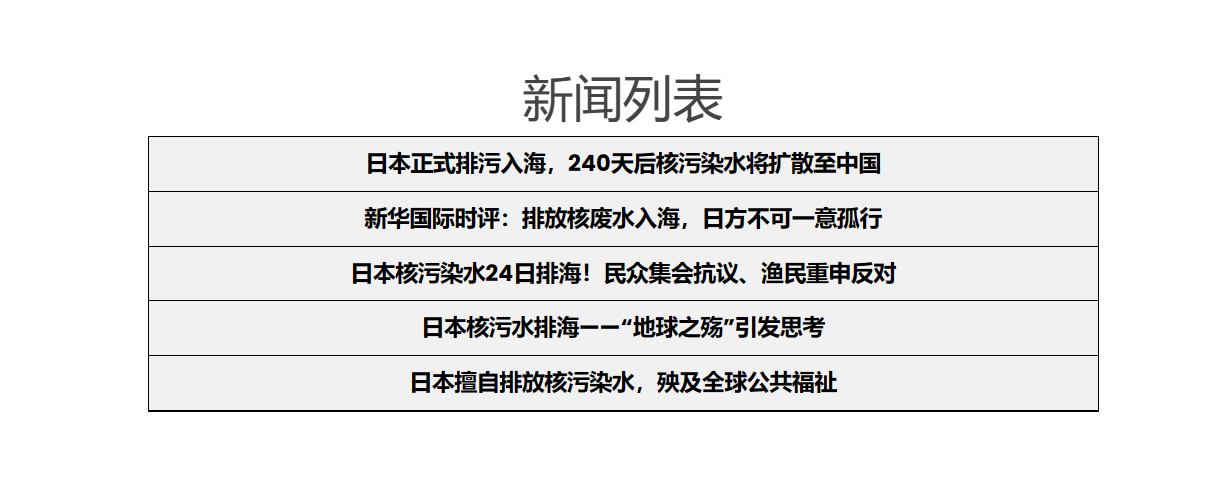 新闻列表
日本正式排污入海，240天后核污染水将扩散至中国
新华国际时评：排放核废水入海，日方不可一意孤行
日本核污染水24日排海！民众集会抗议、渔民重申反对
日本核污水排海——“地球之殇”引发思考
日本擅自排放核污染水，殃及全球公共福祉